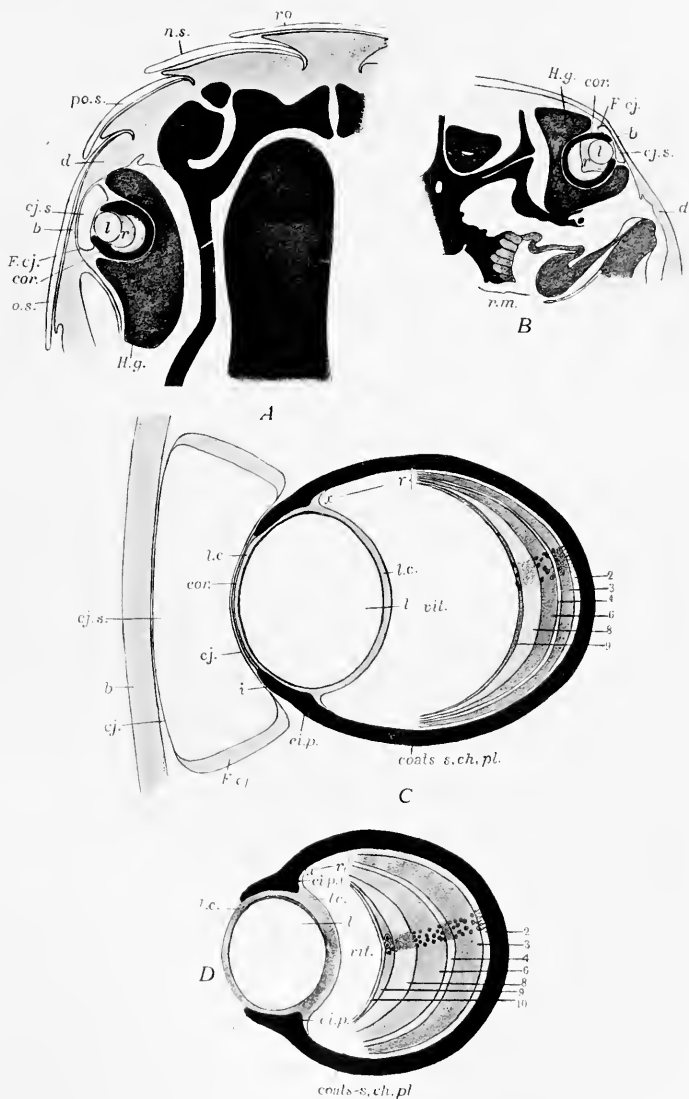 ro
n.s.
po.s.
d
cj.s
b
l
r
F.cj.
cor.
o.s.
H.g.
A
H.g.
cor.
F.cj.
b
l
cj.s.
d
r.m.
B
x
r
l.c
cor.
l.c.
l
vit.
2
3
4
6
8
9
cj.s.
b
cj.
cj.
i
ci.p.
F.cj
coats s,ch,pl.
C
r.
ci.p.
l.c.
l.c.
l
vit.
D
2
3
4
6
8
9
10
ci.p.
coats-s,ch,pl